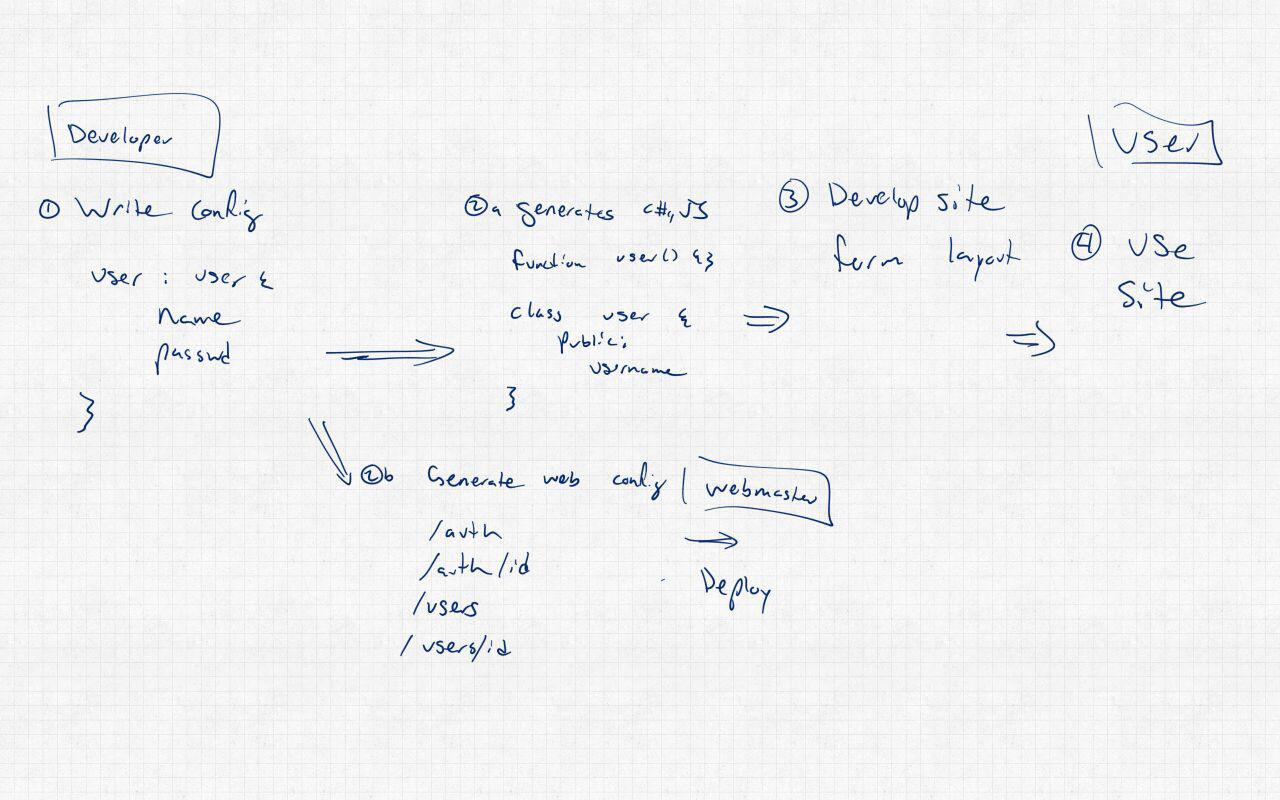 Developer
① Write Config
user : user {
Name
passwd
}
②a generates c#, JS
function user() {}
class user {
public:
username
}
②b Generate web config
/auth
/auth/id
/users
/users/id
webmaster
Deploy
③ Develop site
form layout
User
④ Use
Site